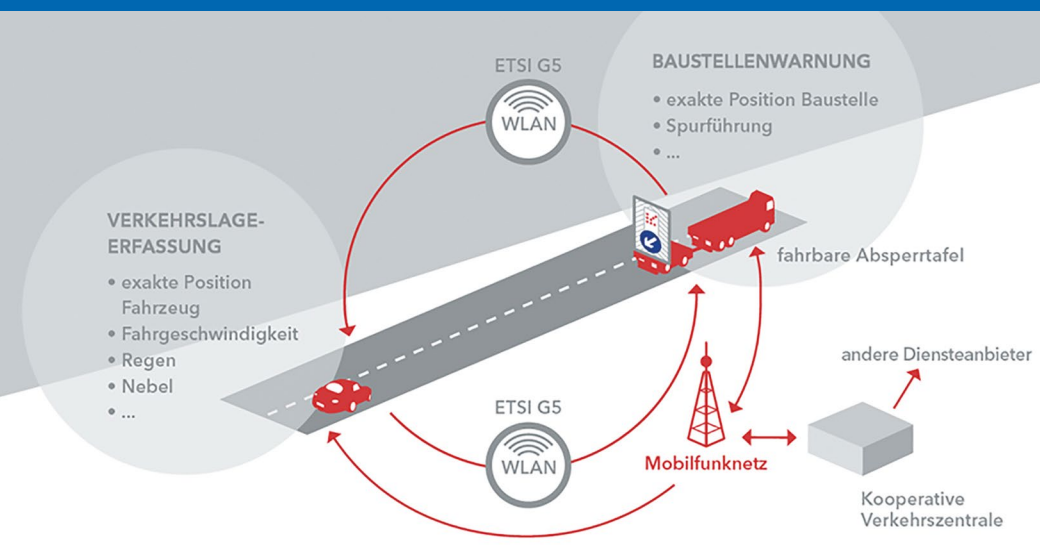 ETSI G5
WLAN
BAUSTELLENWARNUNG
• exakte Position Baustelle
• Spurführung
• ...
VERKEHRSLAGE-
ERFASSUNG
• exakte Position
Fahrzeug
• Fahrgeschwindigkeit
• Regen
• Nebel
• ...
fahrbare Absperrtafel
andere Diensteanbieter
ETSI G5
WLAN
Mobilfunknetz
Kooperative
Verkehrszentrale